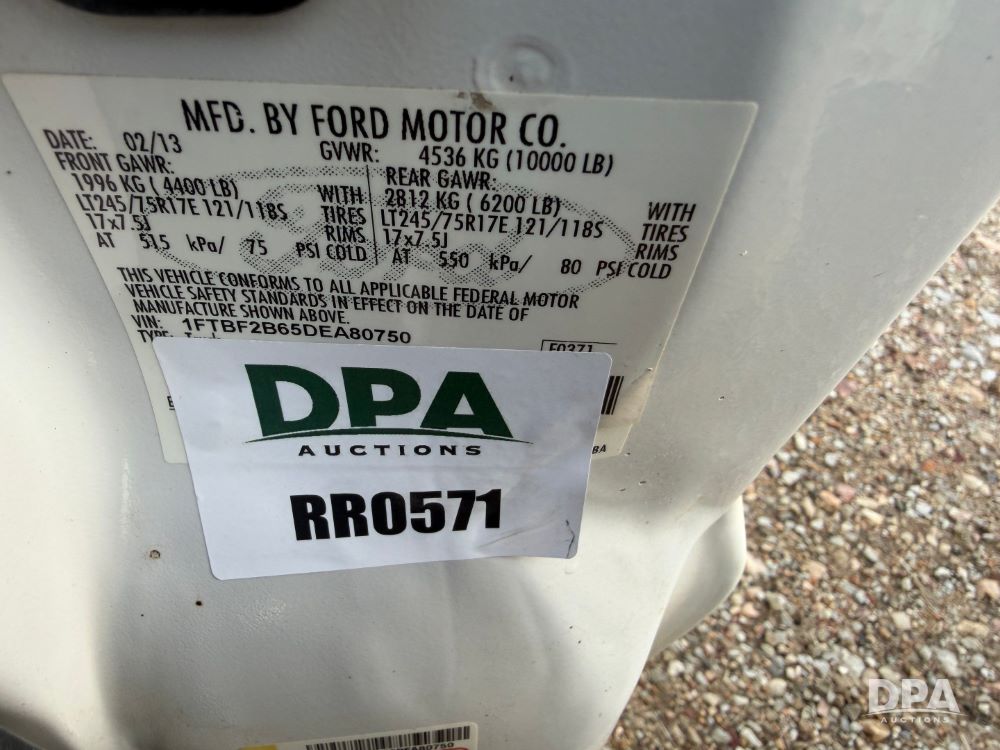 MFD. BY FORD MOTOR CO.
DATE: 02/13 GVWR: 4536 KG (10000 LB)
FRONT GAWR: REAR GAWR:
1996 KG ( 4400 LB) WITH 2812 KG ( 6200 LB) WITH
LT245/75R17E 121/118S TIRES LT245/75R17E 121/118S TIRES
17x7.5J RIMS 17x7.5J RIMS
AT 515 kPa/ 75 PSI COLD AT 550 kPa/ 80 PSI COLD
THIS VEHICLE CONFORMS TO ALL APPLICABLE FEDERAL MOTOR
VEHICLE SAFETY STANDARDS IN EFFECT ON THE DATE OF
MANUFACTURE SHOWN ABOVE.
VIN: 1FTBF2B65DEA80750
TYPE: Truck F0371
DPA
AUCTIONS
RR0571
DPA
AUCTIONS